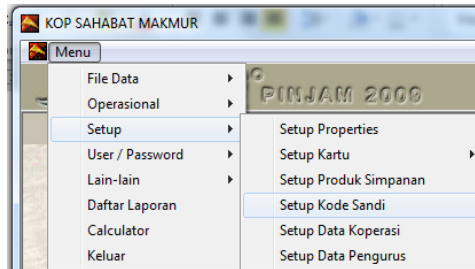 KOP SAHABAT MAKMUR
Menu
PINJAM 2009
File Data
Operasional
Setup
User / Password
Lain-lain
Daftar Laporan
Calculator
Keluar
Setup Properties
Setup Kartu
Setup Produk Simpanan
Setup Kode Sandi
Setup Data Koperasi
Setup Data Pengurus